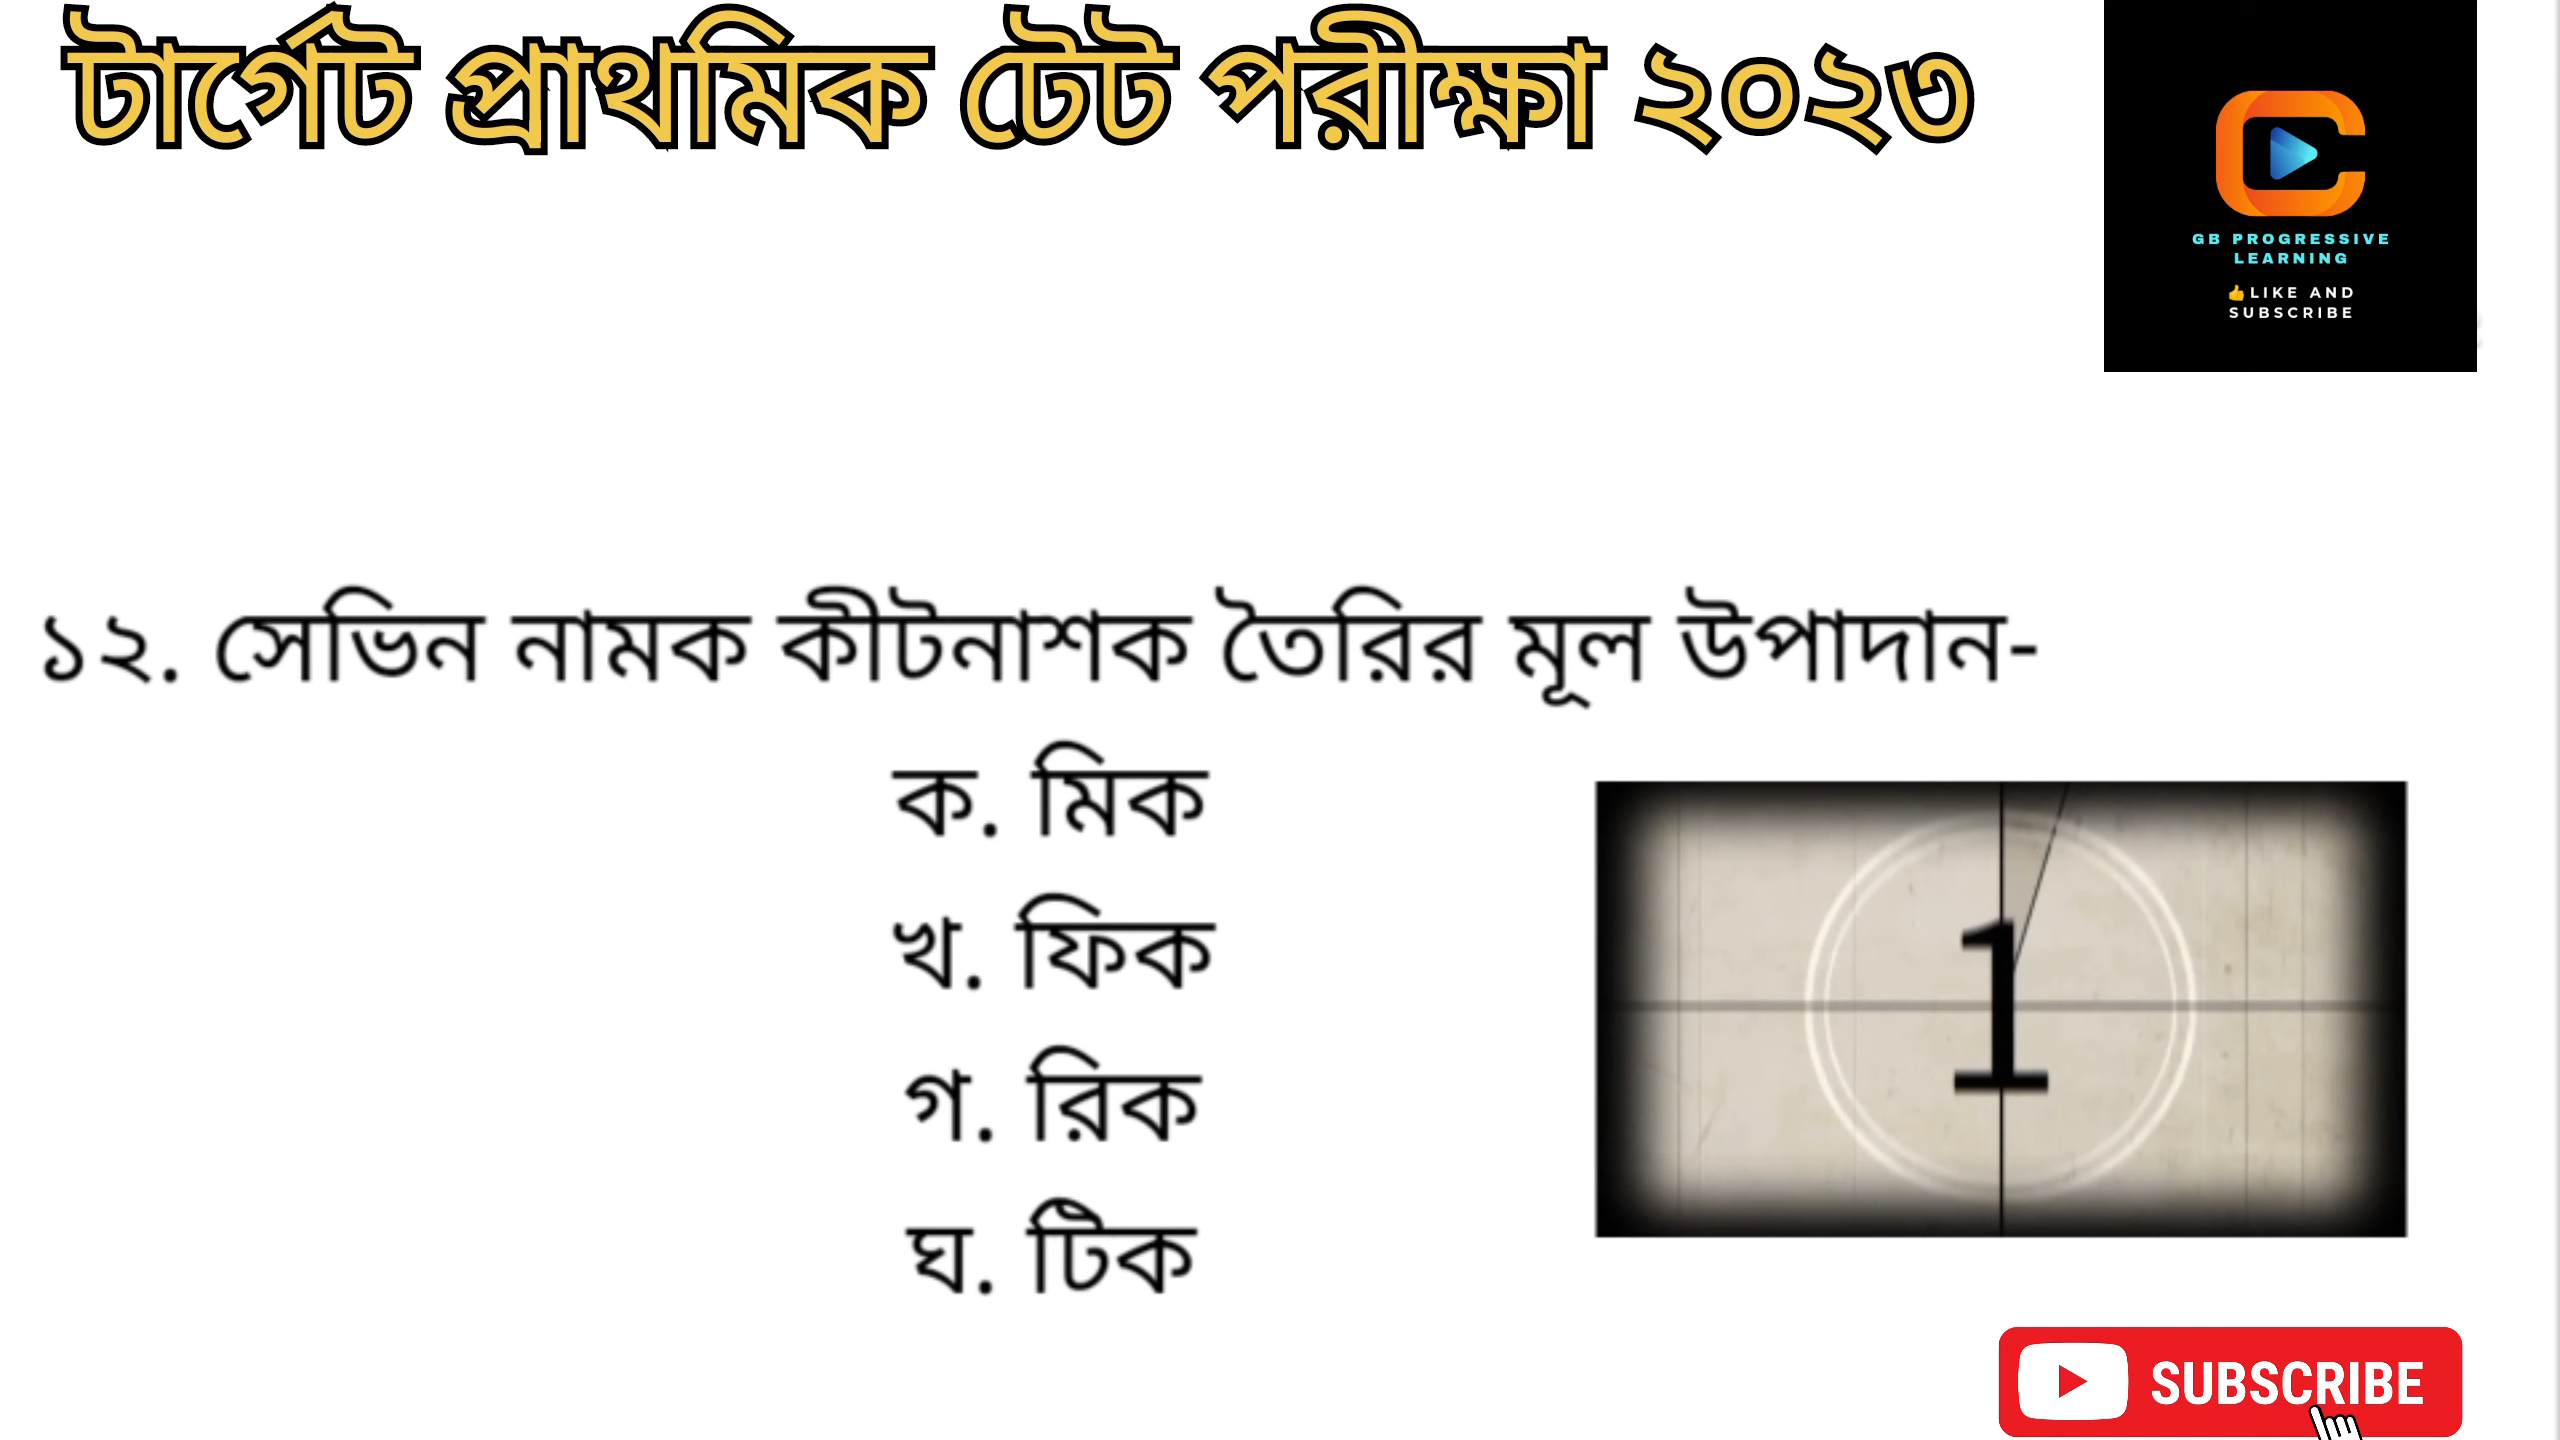 টার্গেট প্রাথমিক টেট পরীক্ষা ২০২৩
GB PROGRESSIVE
LEARNING
👍LIKE AND
SUBSCRIBE
১২. সেভিন নামক কীটনাশক তৈরির মূল উপাদান-
ক. মিক
খ. ফিক
গ. রিক
ঘ. টিক
1
SUBSCRIBE